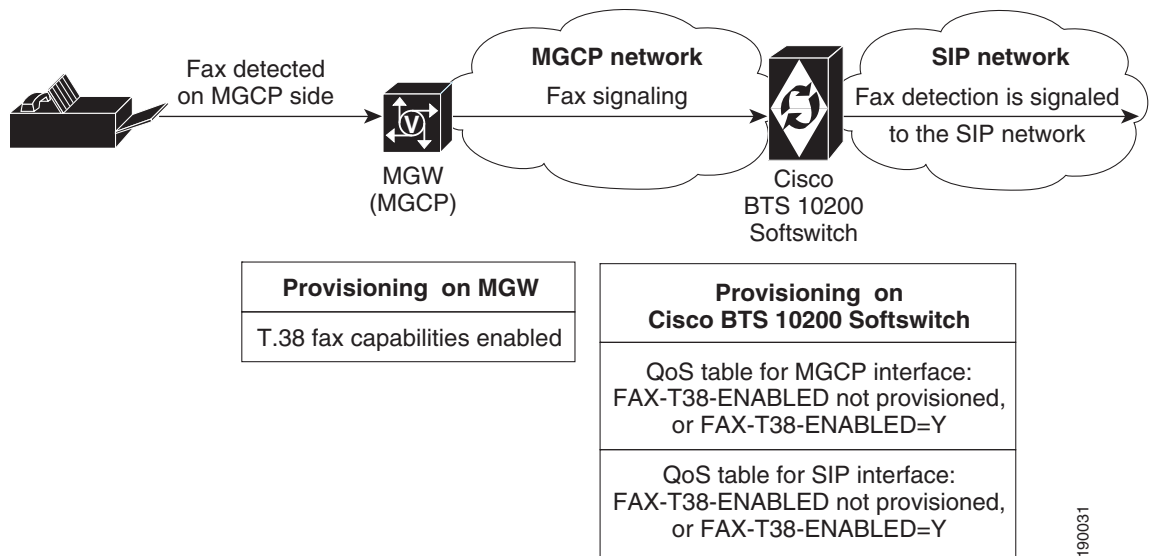 Fax detected
on MGCP side
MGCP network
Fax signaling
SIP network
Fax detection is signaled
to the SIP network
V
MGW
(MGCP)
Cisco
BTS 10200
Softswitch
Provisioning on MGW
T.38 fax capabilities enabled
Provisioning on
Cisco BTS 10200 Softswitch
QoS table for MGCP interface:
FAX-T38-ENABLED not provisioned,
or FAX-T38-ENABLED=Y
QoS table for SIP interface:
FAX-T38-ENABLED not provisioned,
or FAX-T38-ENABLED=Y
190031